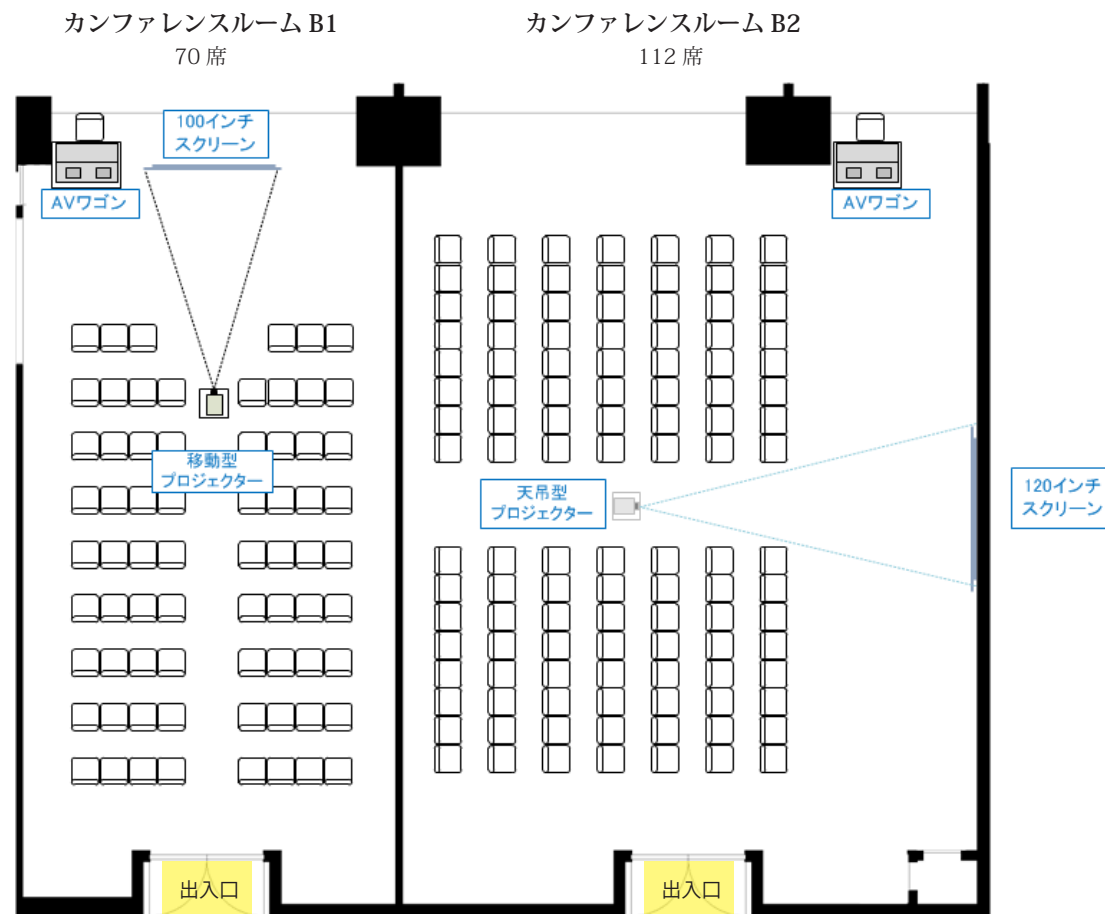 カンファレンスルーム B1
70 席
カンファレンスルーム B2
112 席
100インチ
スクリーン
AVワゴン
AVワゴン
移動型
プロジェクター
天吊型
プロジェクター
120インチ
スクリーン
出入口
出入口